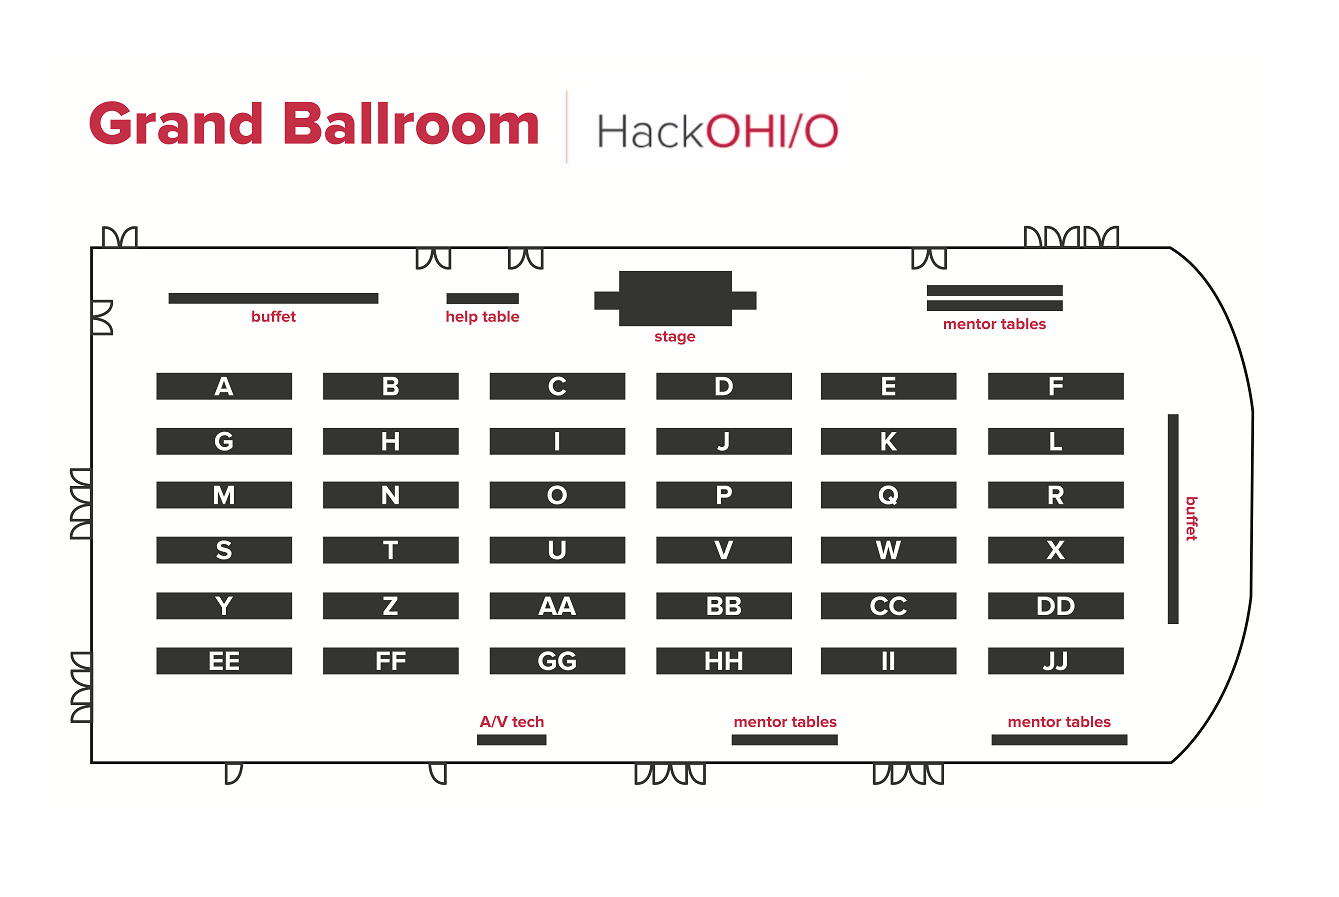 Grand Ballroom
HackOHI/O
buffet
help table
stage
mentor tables
A B C D E F
G H I J K L
M N O P Q R
S T U V W X
Y Z AA BB CC DD
EE FF GG HH II JJ
buffet
A/V tech
mentor tables
mentor tables